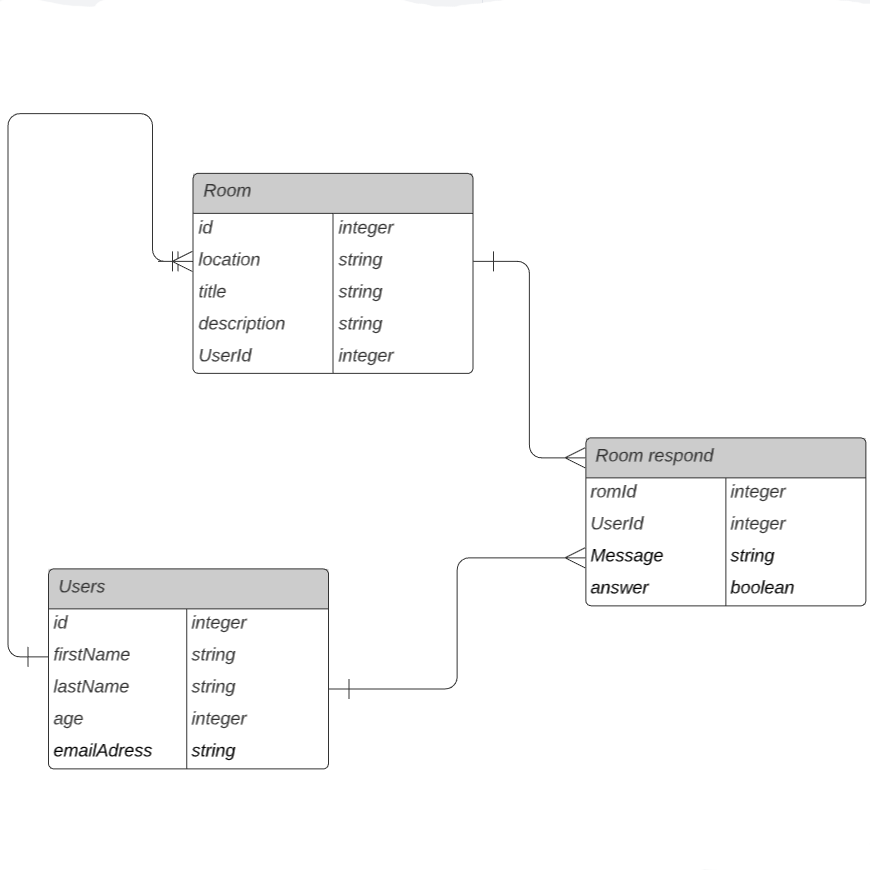 Room
id integer
location string
title string
description string
UserId integer
Room respond
romId integer
UserId integer
Message string
answer boolean
Users
id integer
firstName string
lastName string
age integer
emailAdress string